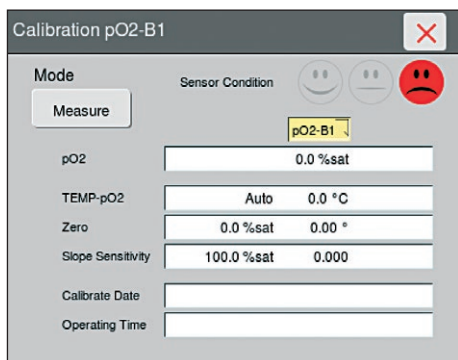 Calibration pO2-B1
Mode
Sensor Condition
Measure
pO2-B1
pO2 0.0 %sat
TEMP-pO2 Auto 0.0 °C
Zero 0.0 %sat 0.00 °
Slope Sensitivity 100.0 %sat 0.000
Calibrate Date
Operating Time